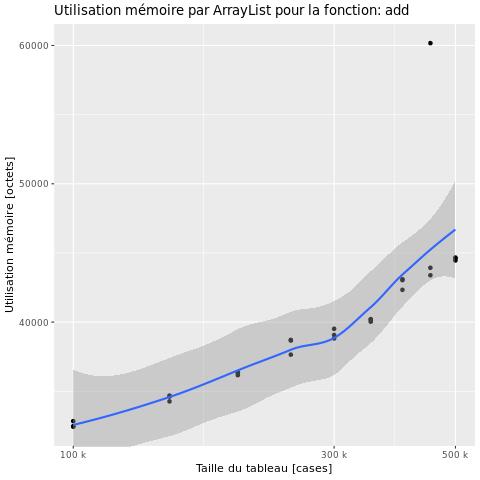 Utilisation mémoire par ArrayList pour la fonction: add
60000
50000
40000
Utilisation mémoire [octets]
100 k
300 k
500 k
Taille du tableau [cases]